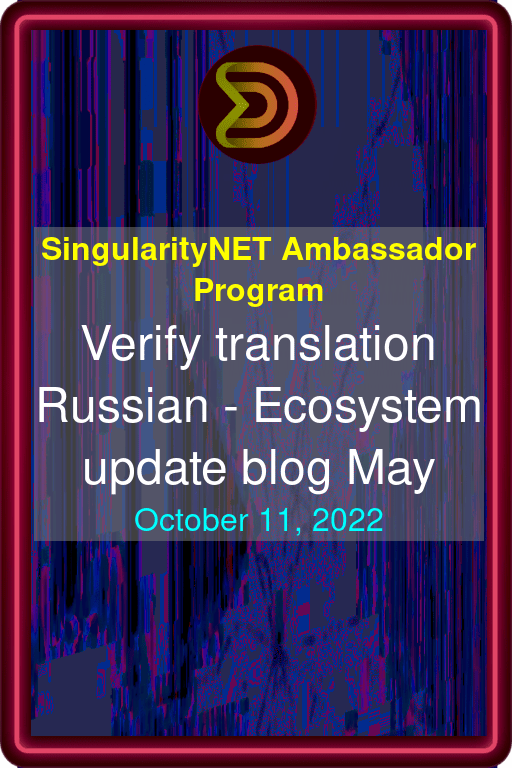 SingularityNET Ambassador
Program
Verify translation
Russian - Ecosystem
update blog May
October 11, 2022